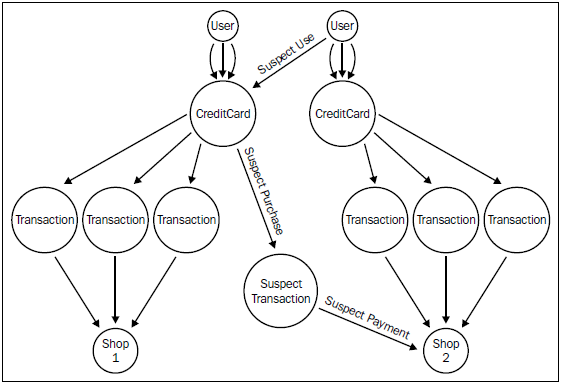 User
User
Suspect Use
CreditCard
CreditCard
Suspect Purchase
Transaction
Transaction
Transaction
Transaction
Transaction
Transaction
Suspect
Transaction
Suspect Payment
Shop
1
Shop
2